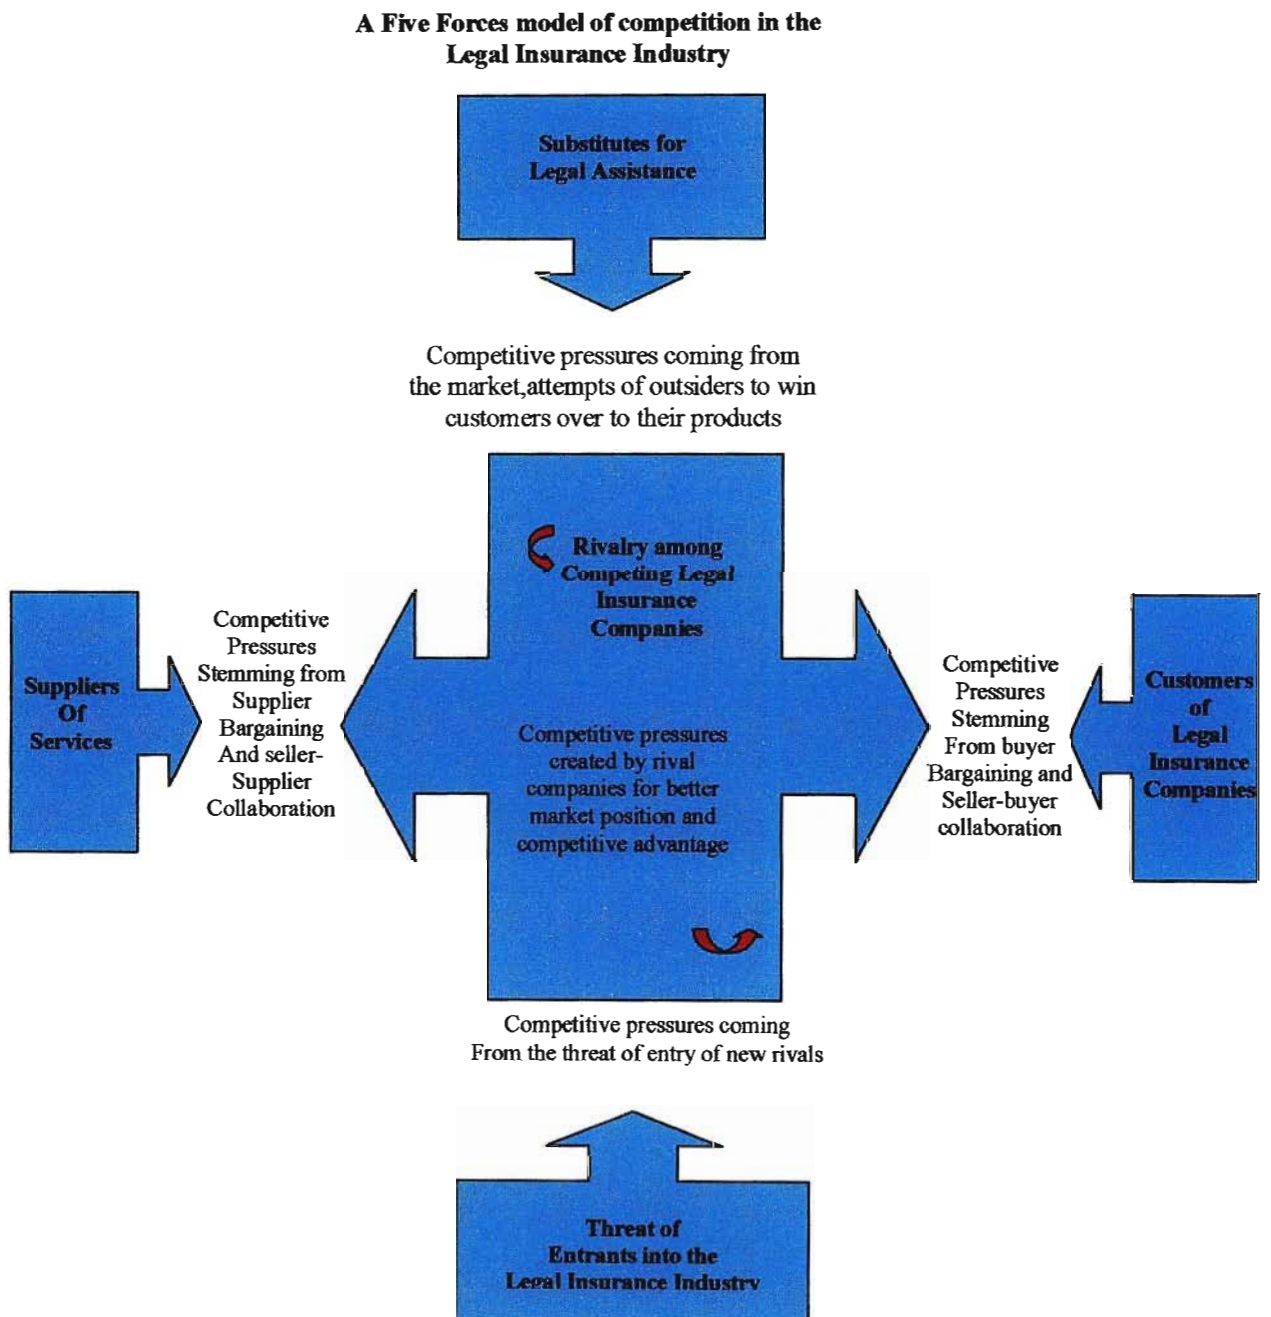 A Five Forces model of competition in the
Legal Insurance Industry
Substitutes for
Legal Assistance
Competitive pressures coming from
the market,attempts of outsiders to win
customers over to their products
Rivalry among
Competing Legal
Insurance
Companies
Competitive pressures
created by rival
companies for better
market position and
competitive advantage
Suppliers
Of
Services
Competitive
Pressures
Stemming from
Supplier
Bargaining
And seller-
Supplier
Collaboration
Competitive
Pressures
Stemming
From buyer
Bargaining and
Seller-buyer
collaboration
Customers
of
Legal
Insurance
Companies
Competitive pressures coming
From the threat of entry of new rivals
Threat of
Entrants into the
Legal Insurance Industry